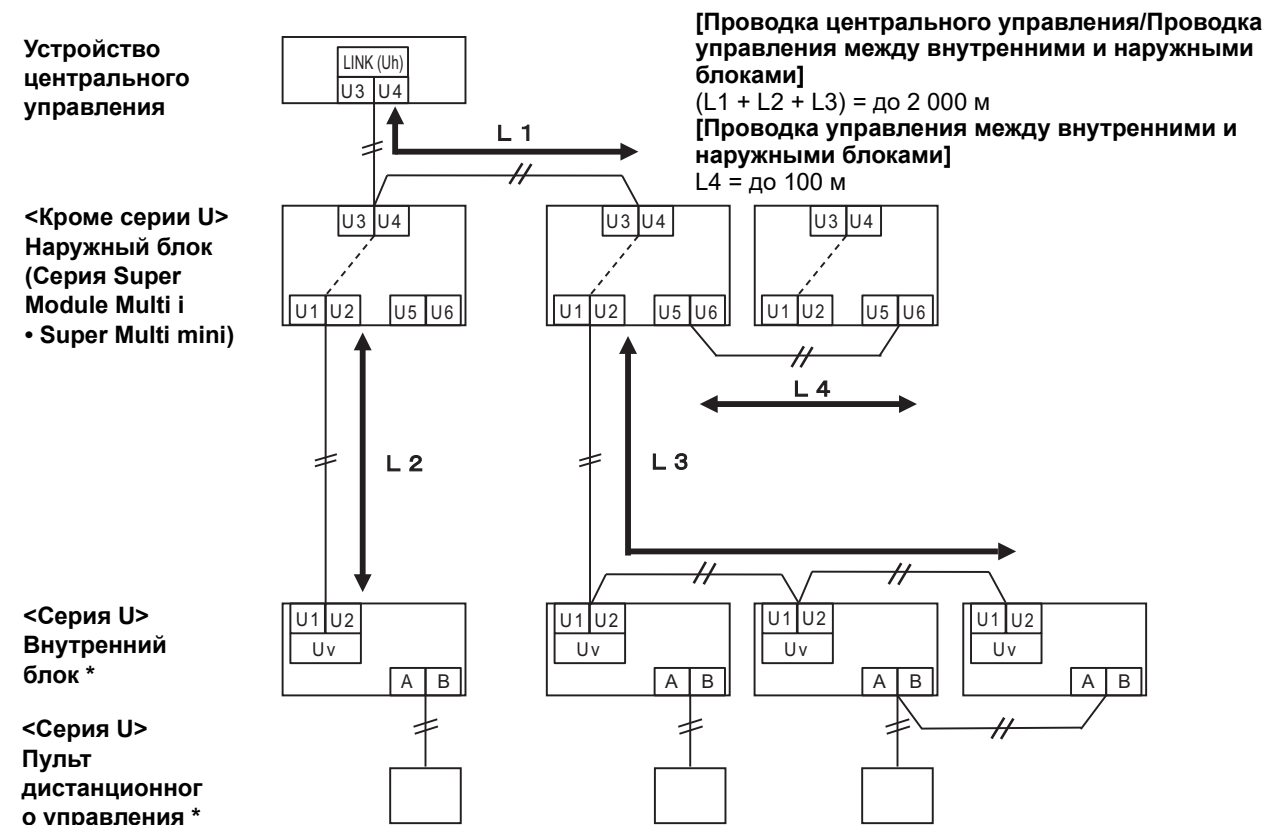 [Проводка центрального управления/Проводка
управления между внутренними и наружными
блоками]
(L1 + L2 + L3) = до 2 000 м
[Проводка управления между внутренними и
наружными блоками]
L4 = до 100 м
Устройство
центрального
управления
LINK (Uh)
U3 U4
L 1
<Кроме серии U>
Наружный блок
(Серия Super
Module Multi i
• Super Multi mini)
U3 U4
U3 U4
U3 U4
U1 U2 U5 U6
U1 U2 U5 U6
U1 U2 U5 U6
L 4
L 2
L 3
<Серия U>
Внутренний
блок *
U1 U2
Uv
A B
U1 U2
Uv
A B
U1 U2
Uv
A B
U1 U2
Uv
A B
<Серия U>
Пульт
дистанционног
о управления *